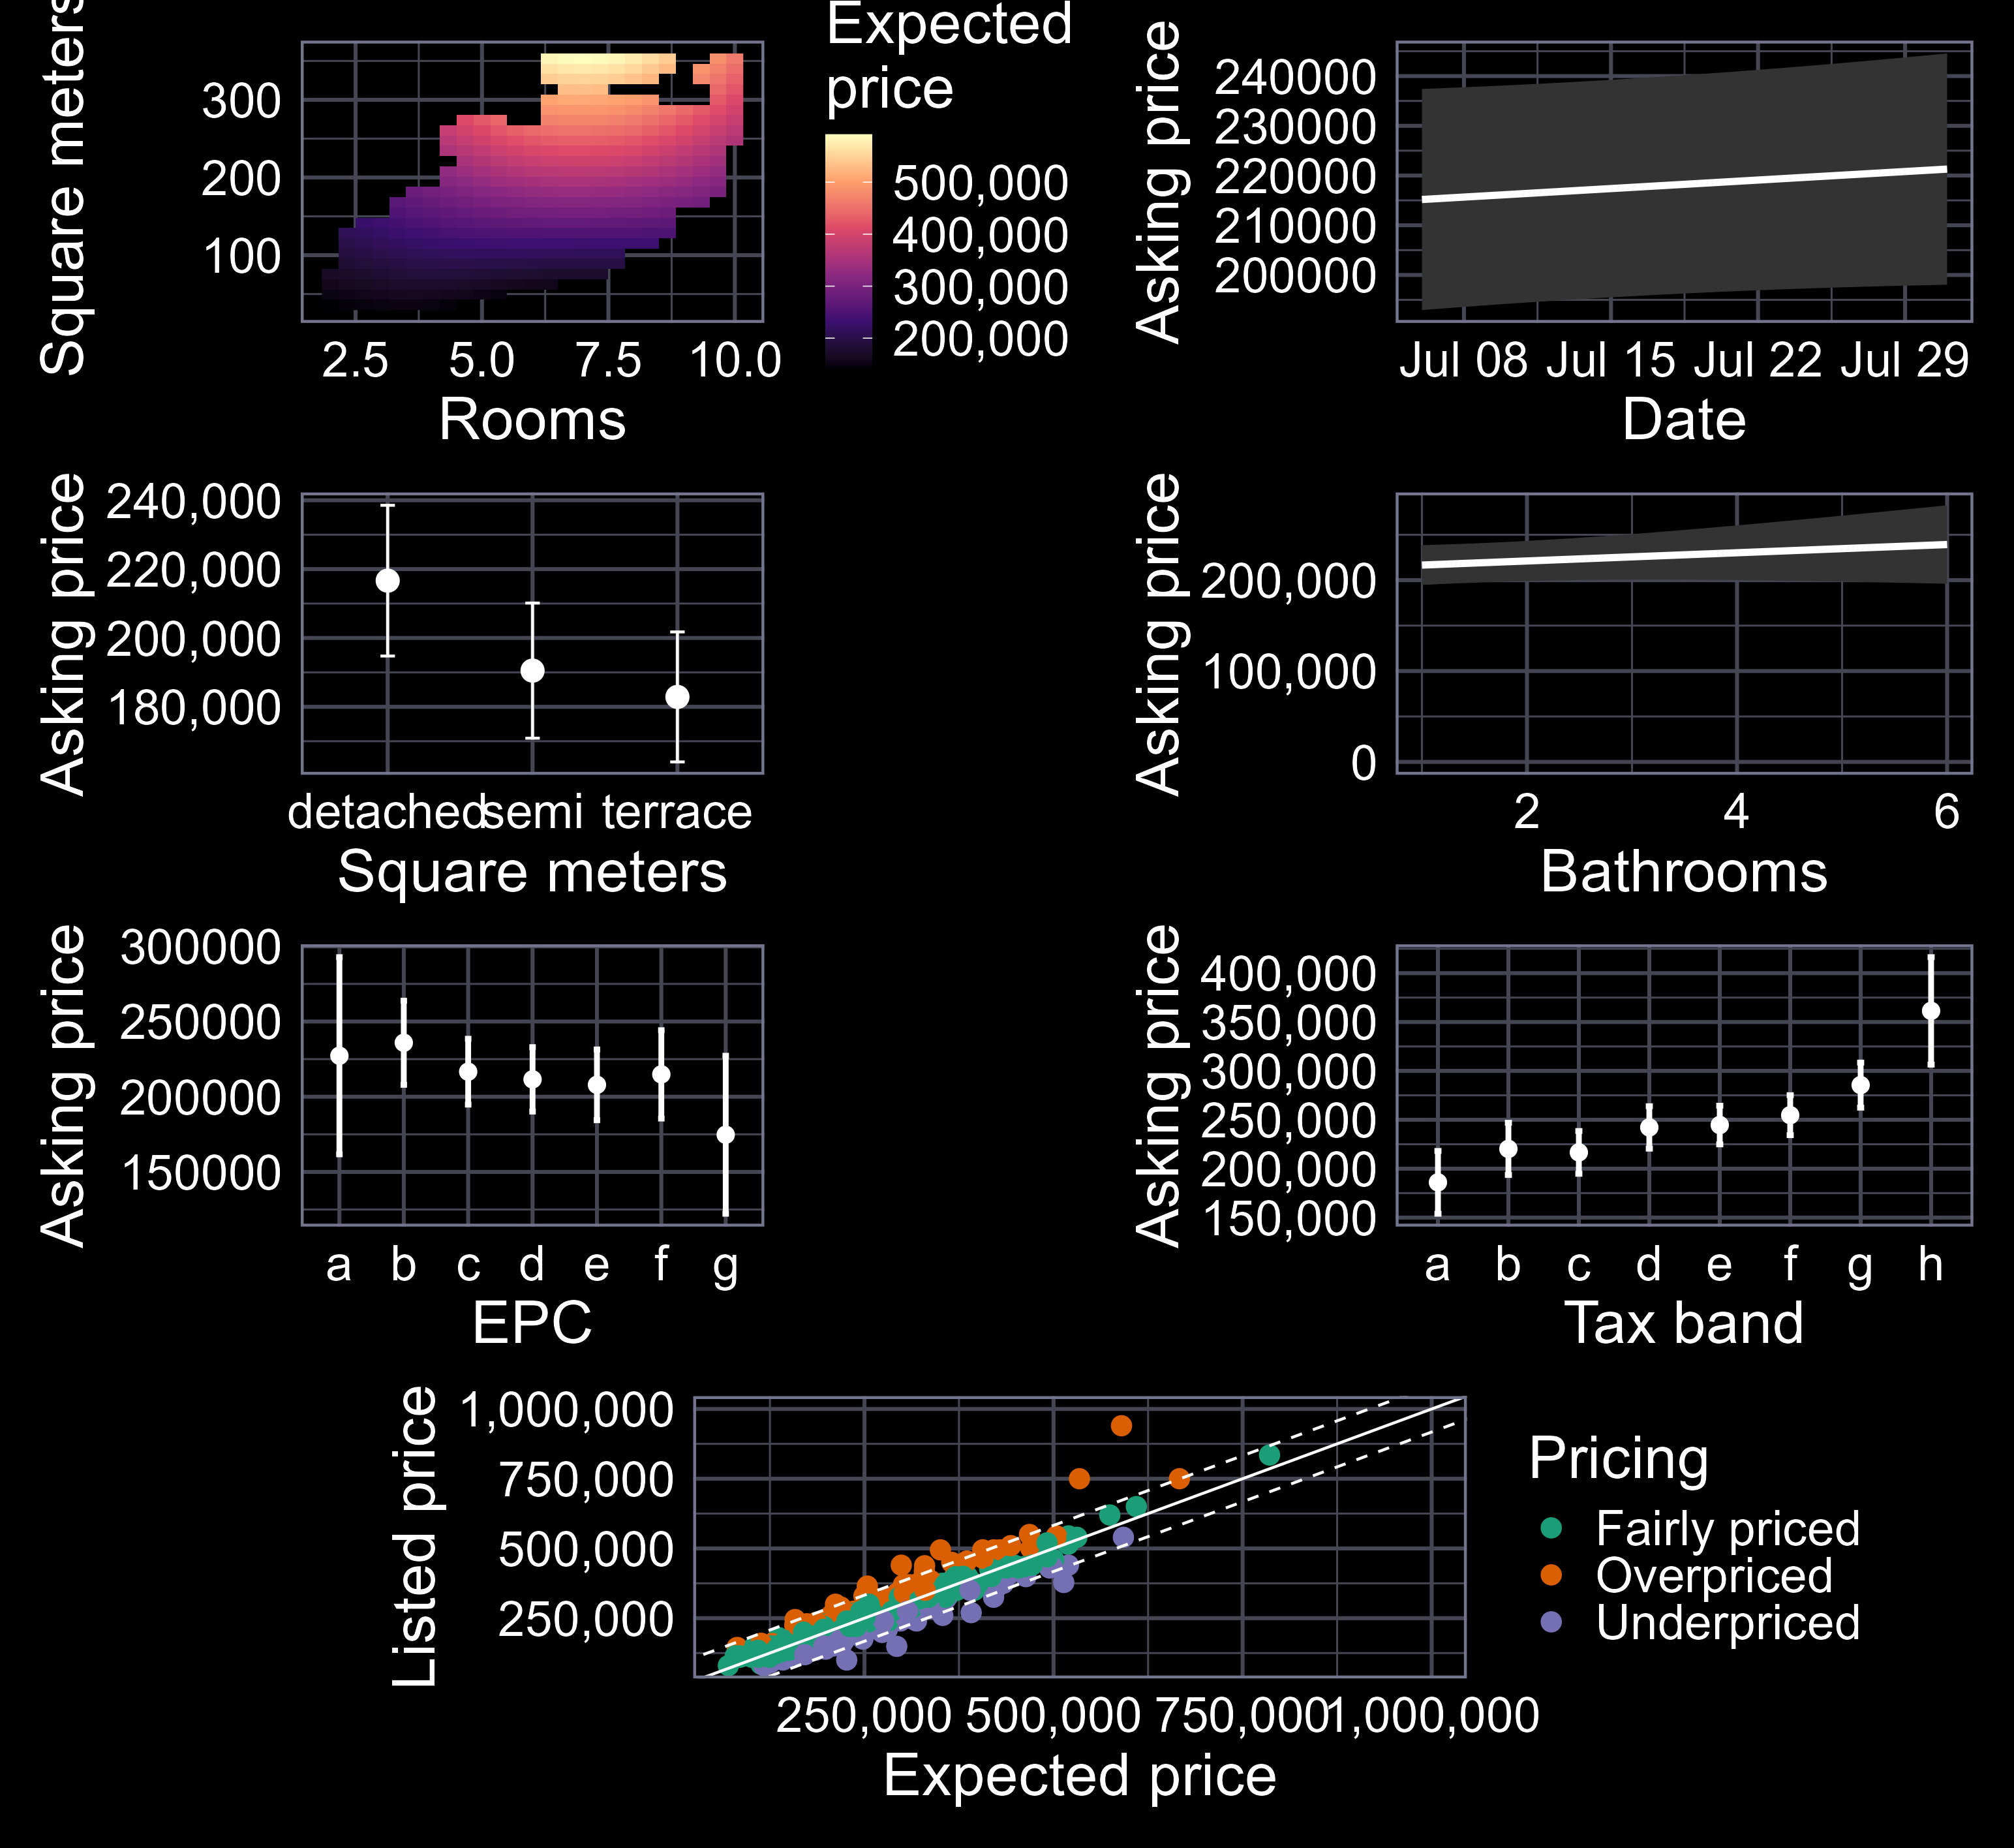 Square meters
300
200
100
2.5 5.0 7.5 10.0
Rooms
Expected
price
500,000
400,000
300,000
200,000
Asking price
240000
230000
220000
210000
200000
Jul 08 Jul 15 Jul 22 Jul 29
Date
Asking price
240,000
220,000
200,000
180,000
detached semi terrace
Square meters
Asking price
200,000
100,000
0
2 4 6
Bathrooms
Asking price
300000
250000
200000
150000
a b c d e f g
EPC
Asking price
400,000
350,000
300,000
250,000
200,000
150,000
a b c d e f g h
Tax band
Listed price
1,000,000
750,000
500,000
250,000
250,000 500,000 750,000 1,000,000
Expected price
Pricing
Fairly priced
Overpriced
Underpriced